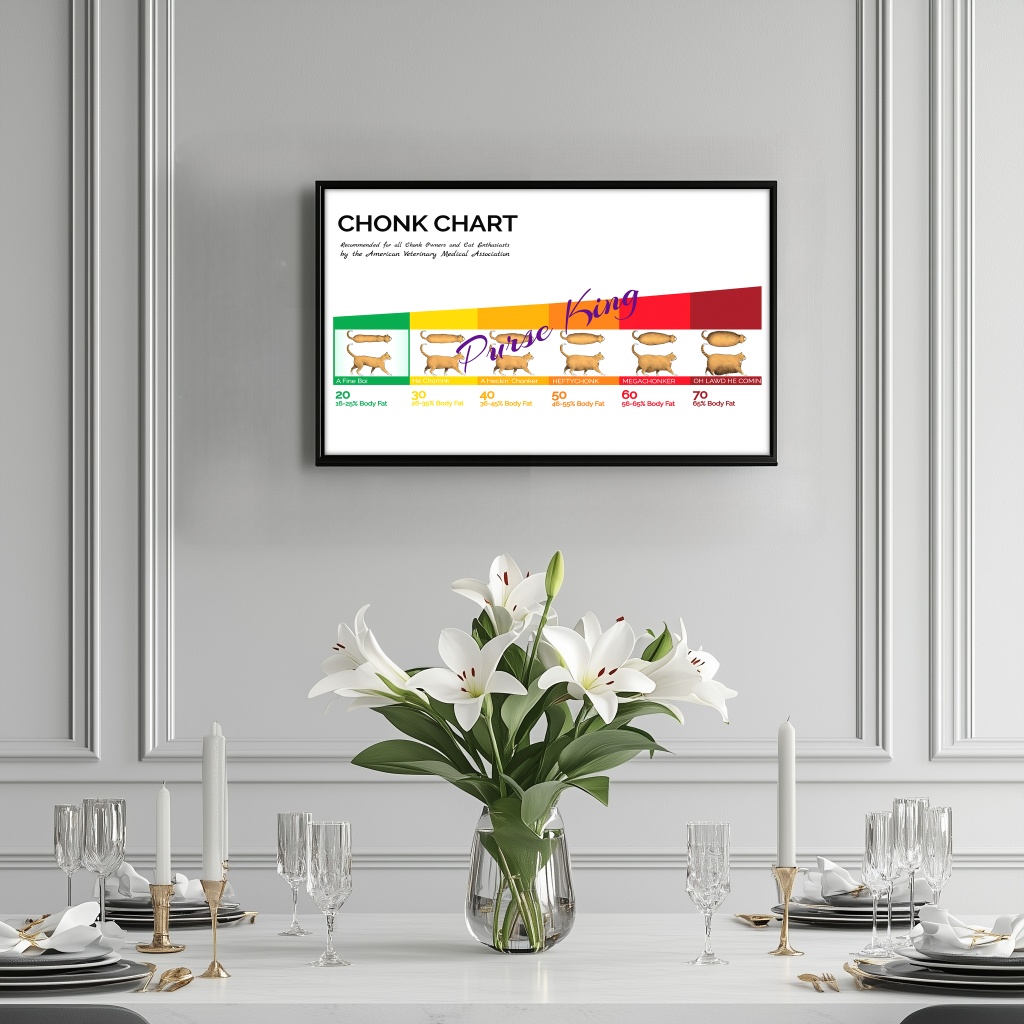 CHONK CHART
Recommended for all Chonk Owners and Cat Enthusiasts
by the American Veterinary Medical Association
Purse King
A Fine Boi
He Chomnk
A Heckin' Chonker
HEFTYCHONK
MEGACHONKER
OH LAWD HE COMIN
20
30
40
50
60
70
16-25% Body Fat
26-35% Body Fat
36-45% Body Fat
46-55% Body Fat
56-65% Body Fat
65% Body Fat